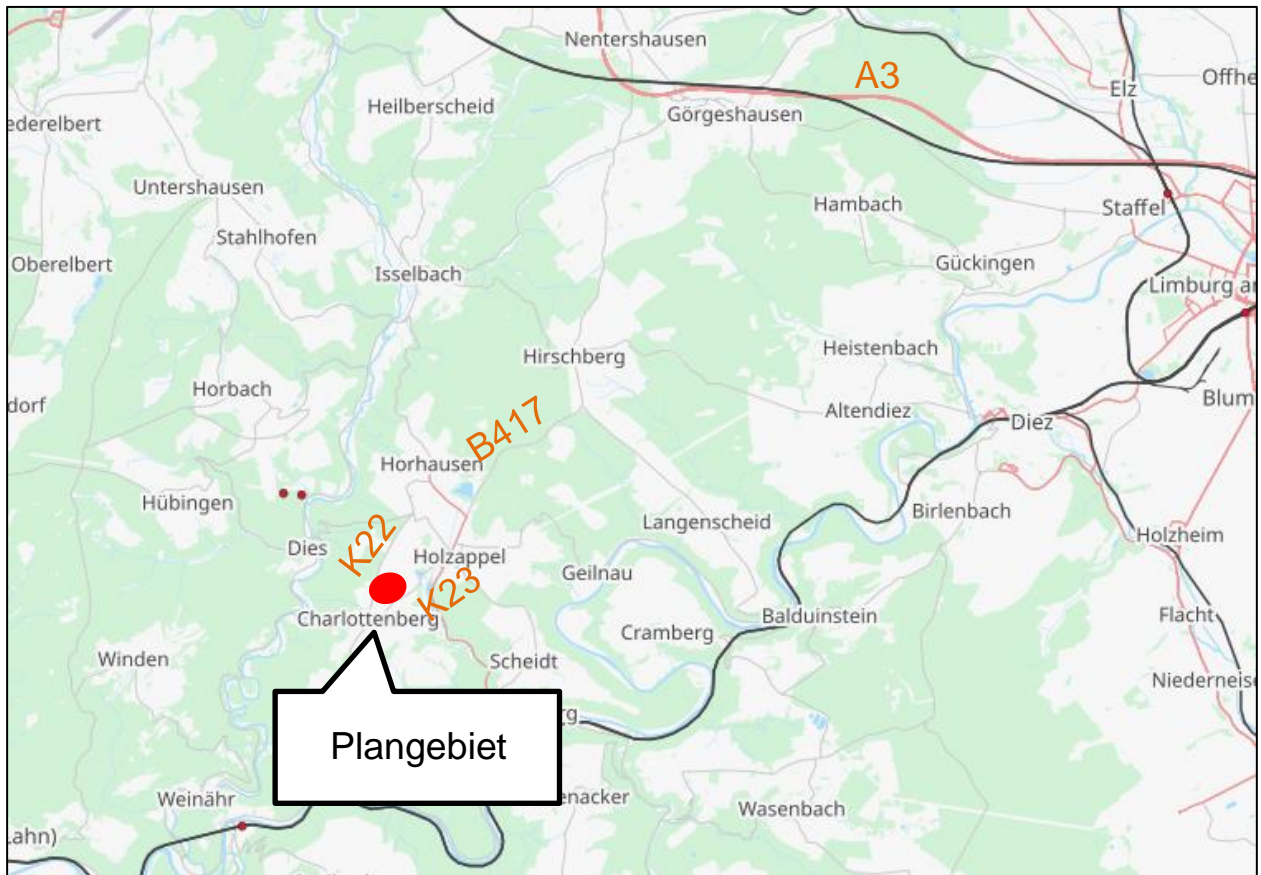 Nentershausen
A3
Elz
Offhe
Heilberscheid
Görgeshausen
ederelbert
Untershausen
Hambach
Staffel
Stahlhofen
Oberelbert
Isselbach
Gückingen
Limburg an
Hirschberg
Heistenbach
Horbach
dorf
Blum
Altendiez
Diez
B417
Horhausen
Hübingen
Langenscheid
Birlenbach
Holzheim
K22
Dies
Holzappel
Geilnau
K23
Charlottenberg
Cramberg
Balduinstein
Flacht
Winden
Scheidt
Niederneise
rg
Plangebiet
Weinähr
enacker
Wasenbach
Lahn)